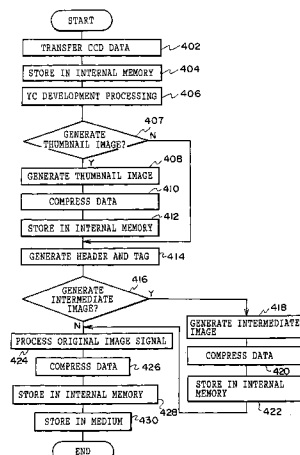 START
TRANSFER CCD DATA
402
STORE IN INTERNAL MEMORY
404
YC DEVELOPMENT PROCESSING
406
407
GENERATE
THUMBNAIL IMAGE?
N
Y
408
GENERATE THUMBNAIL IMAGE
410
COMPRESS DATA
412
STORE IN INTERNAL MEMORY
GENERATE HEADER AND TAG
414
416
GENERATE
INTERMEDIATE
IMAGE?
Y
N
418
GENERATE INTERMEDIATE
IMAGE
PROCESS ORIGINAL IMAGE SIGNAL
424
COMPRESS DATA
420
COMPRESS DATA
426
STORE IN INTERNAL
MEMORY
422
STORE IN INTERNAL MEMORY
428
STORE IN MEDIUM
430
END